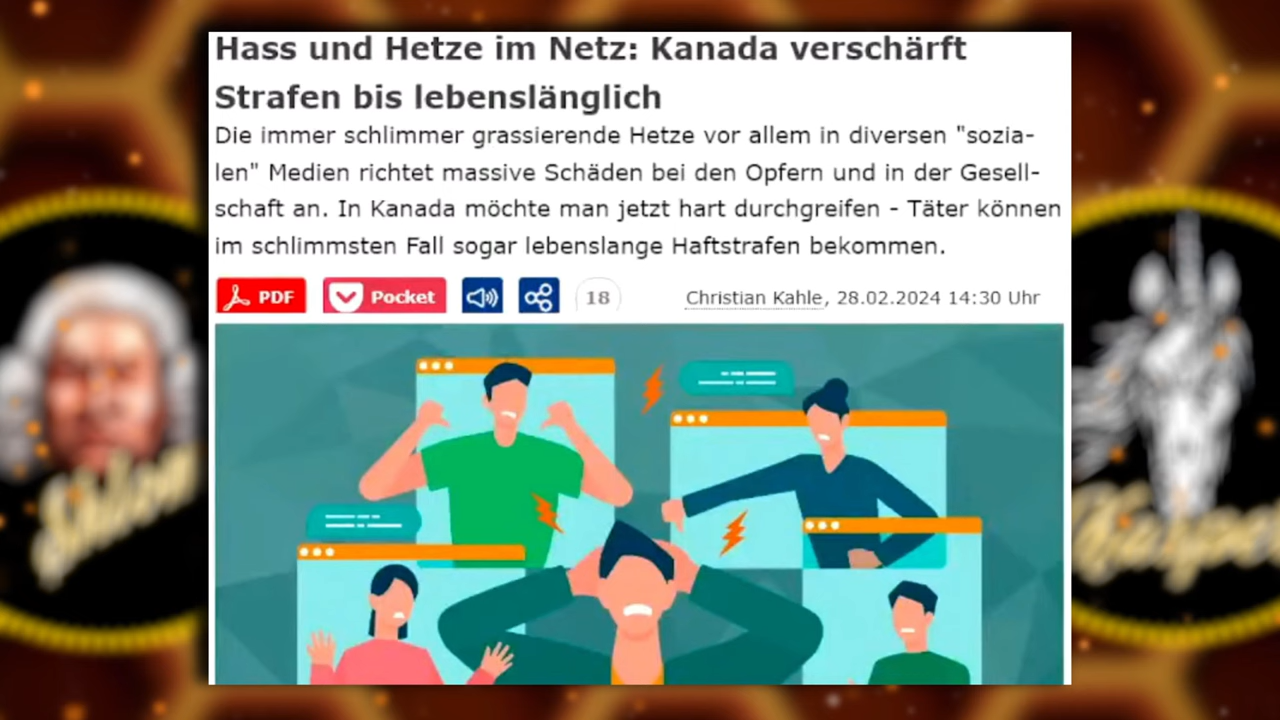 Hass und Hetze im Netz: Kanada verschärft
Strafen bis lebenslänglich
Die immer schlimmer grassierende Hetze vor allem in diversen "sozia-
len" Medien richtet massive Schäden bei den Opfern und in der Gesell-
schaft an. In Kanada möchte man jetzt hart durchgreifen - Täter können
im schlimmsten Fall sogar lebenslange Haftstrafen bekommen.
PDF Pocket 18 Christian Kahle, 28.02.2024 14:30 Uhr